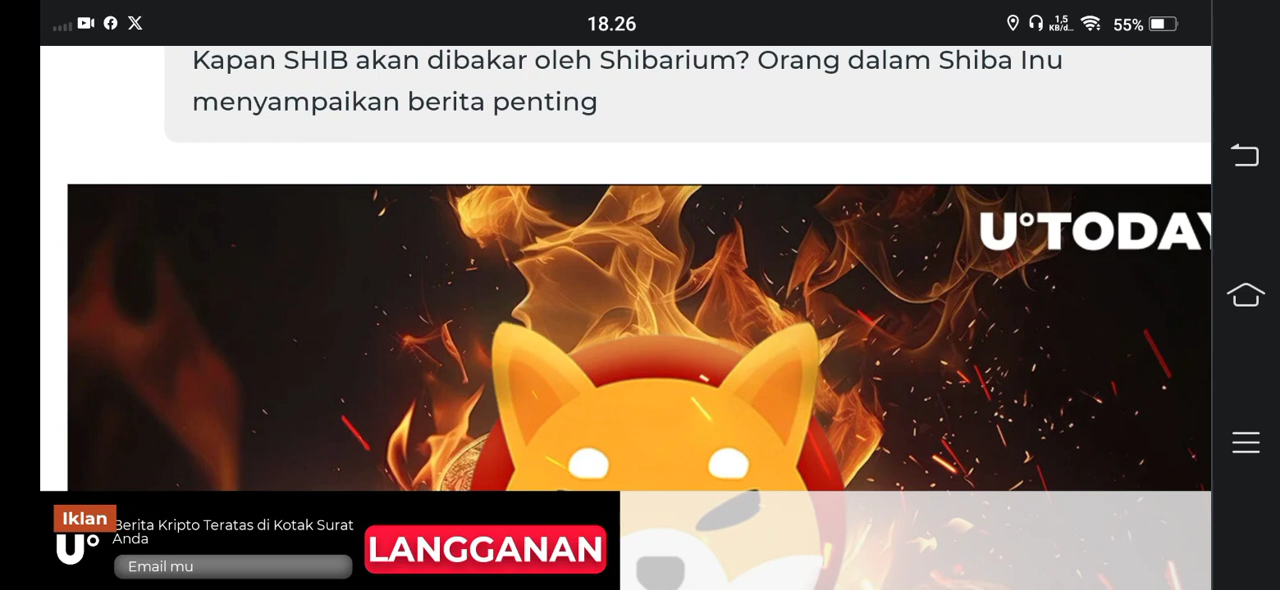 18.26
1,5
KB/d...
55%
Kapan SHIB akan dibakar oleh Shibarium? Orang dalam Shiba Inu
menyampaikan berita penting
U°TODAY
Iklan
Berita Kripto Teratas di Kotak Surat
Anda
U°
Email mu
LANGGANAN